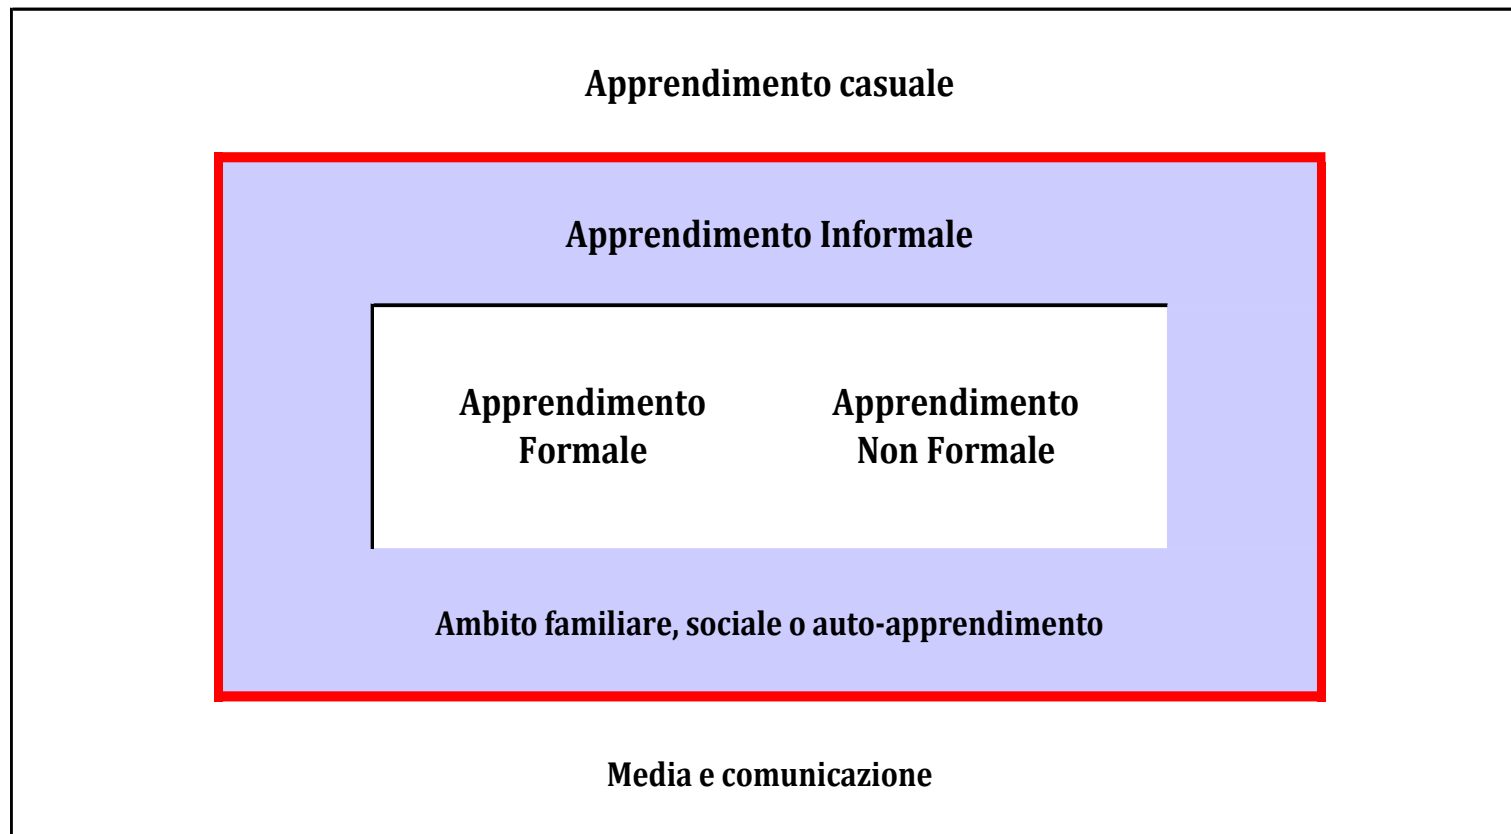 Apprendimento casuale
Apprendimento Informale
Apprendimento
Formale
Apprendimento
Non Formale
Ambito familiare, sociale o auto-apprendimento
Media e comunicazione